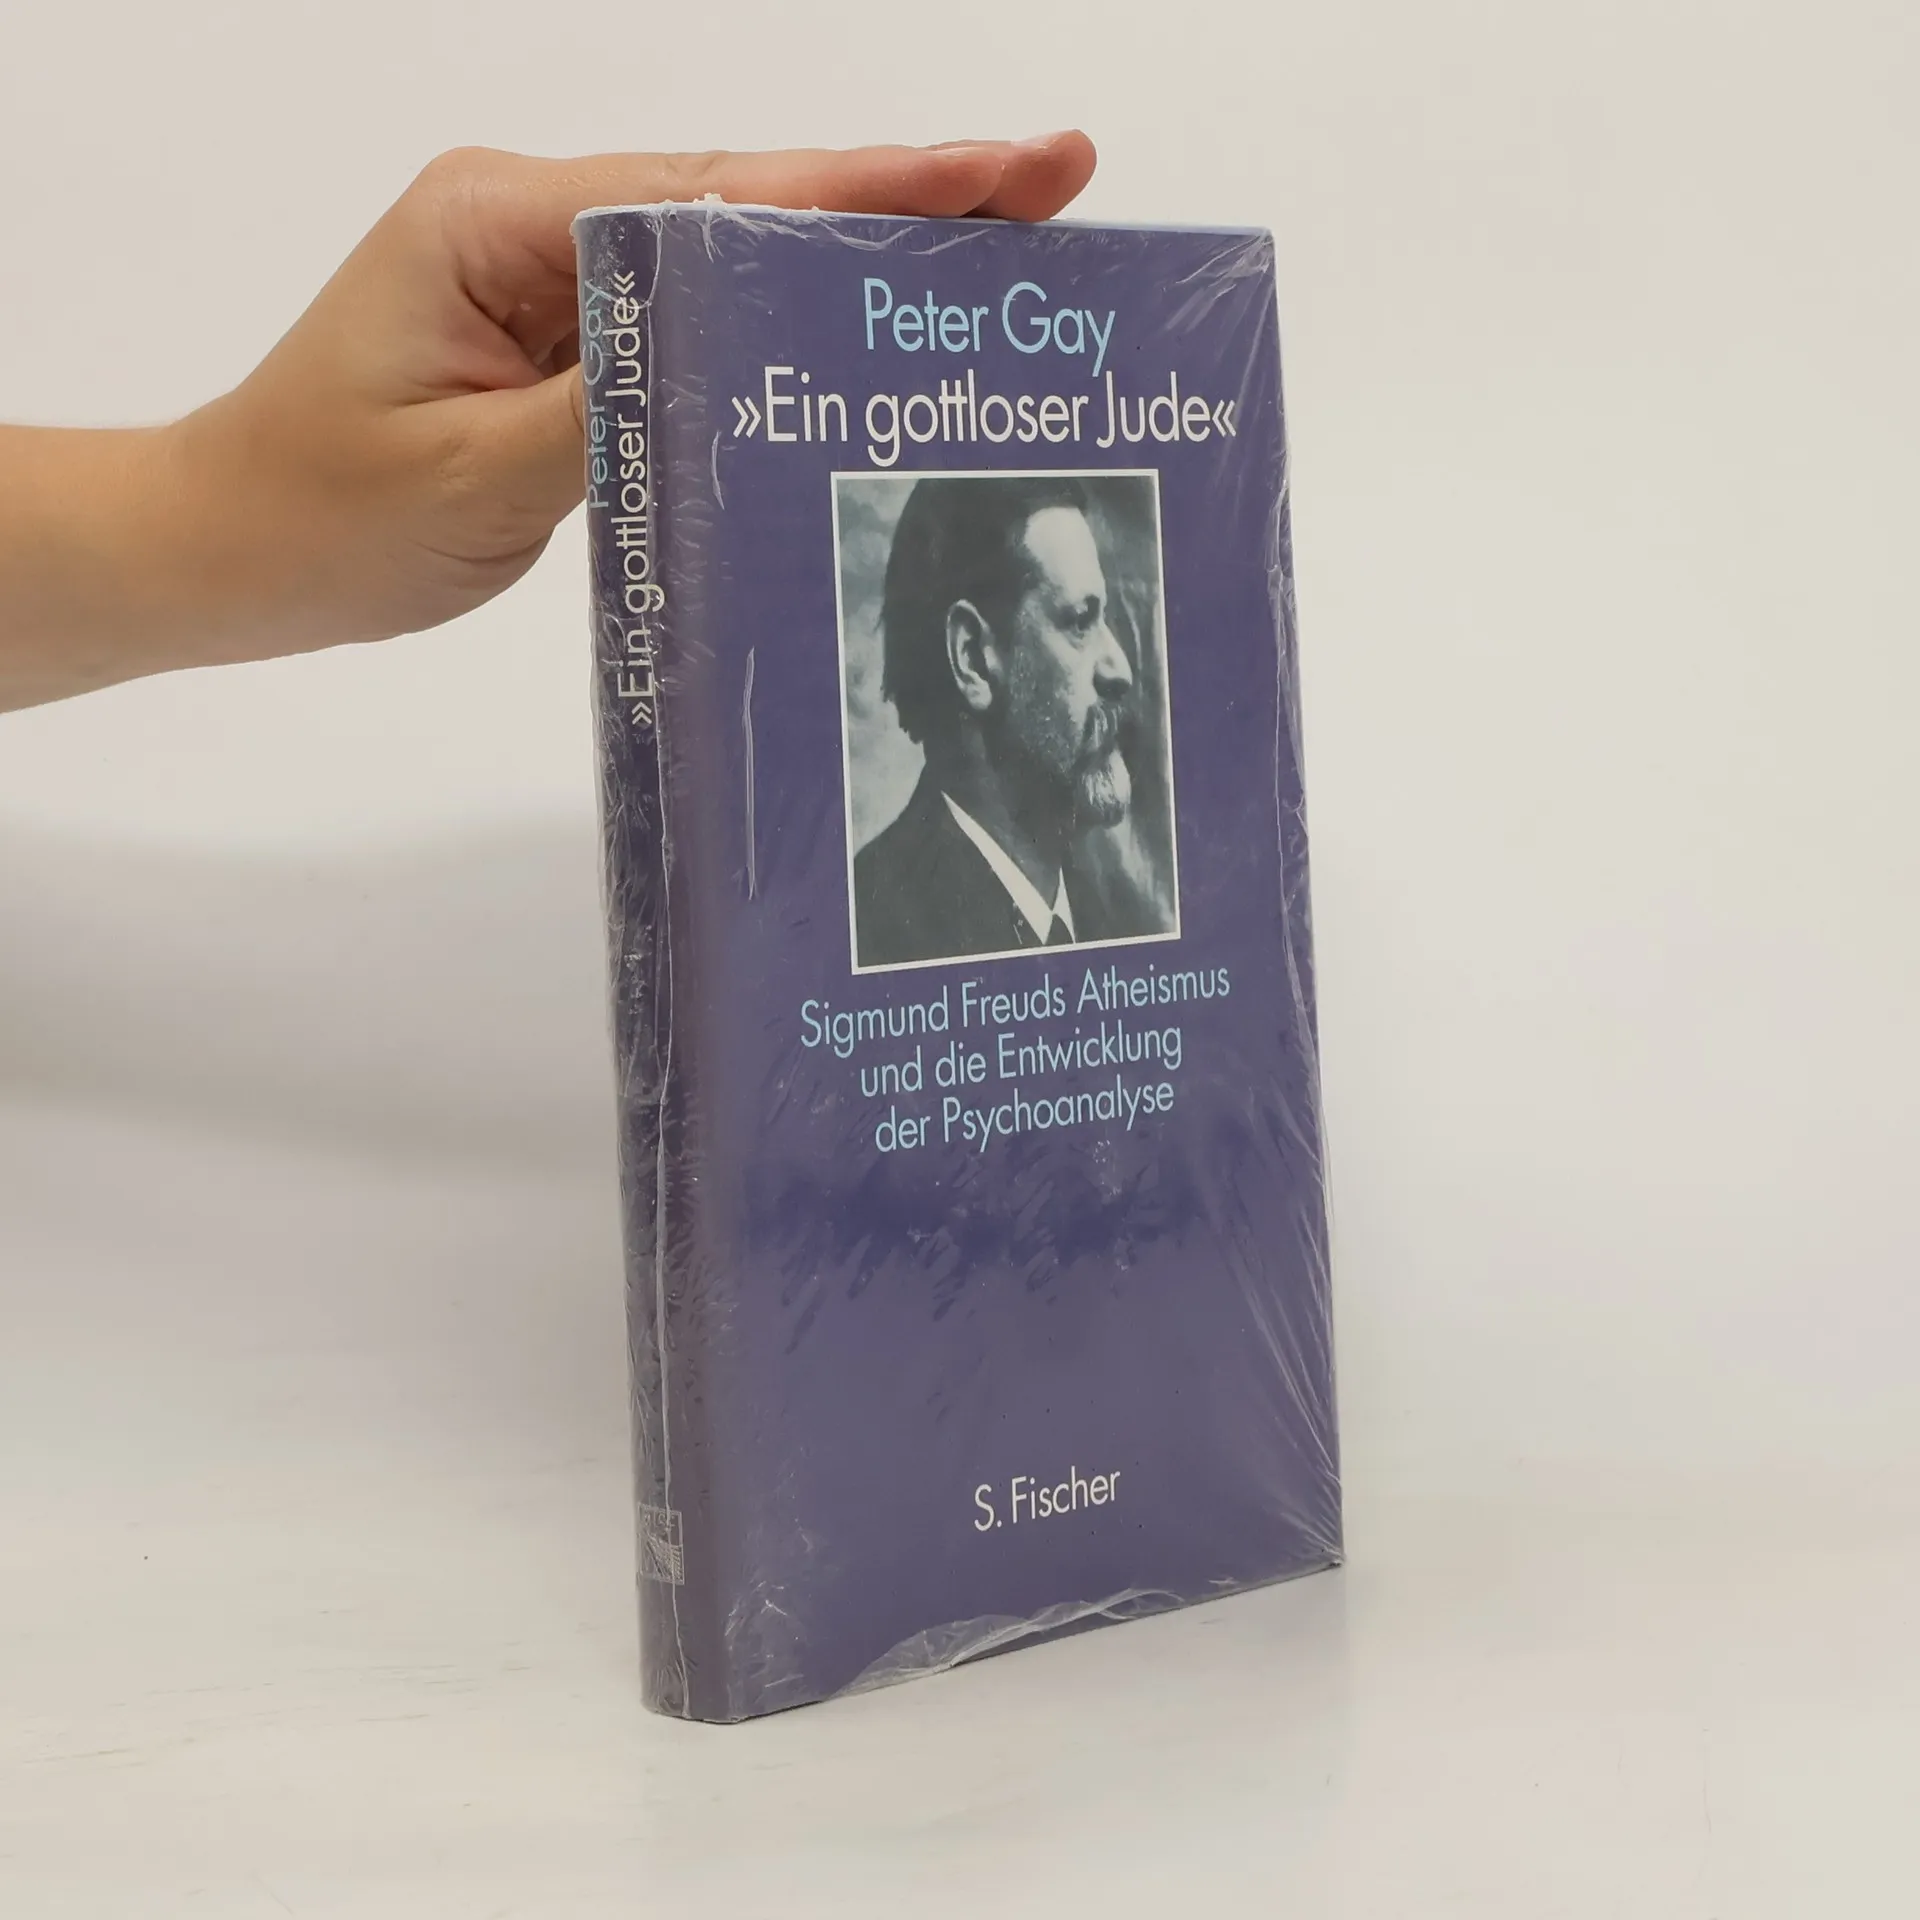 Peter Gay
»Ein gottloser Jude«
Peter Gay
»Ein gottloser Jude«
Sigmund Freuds Atheismus
und die Entwicklung
der Psychoanalyse
S. Fischer